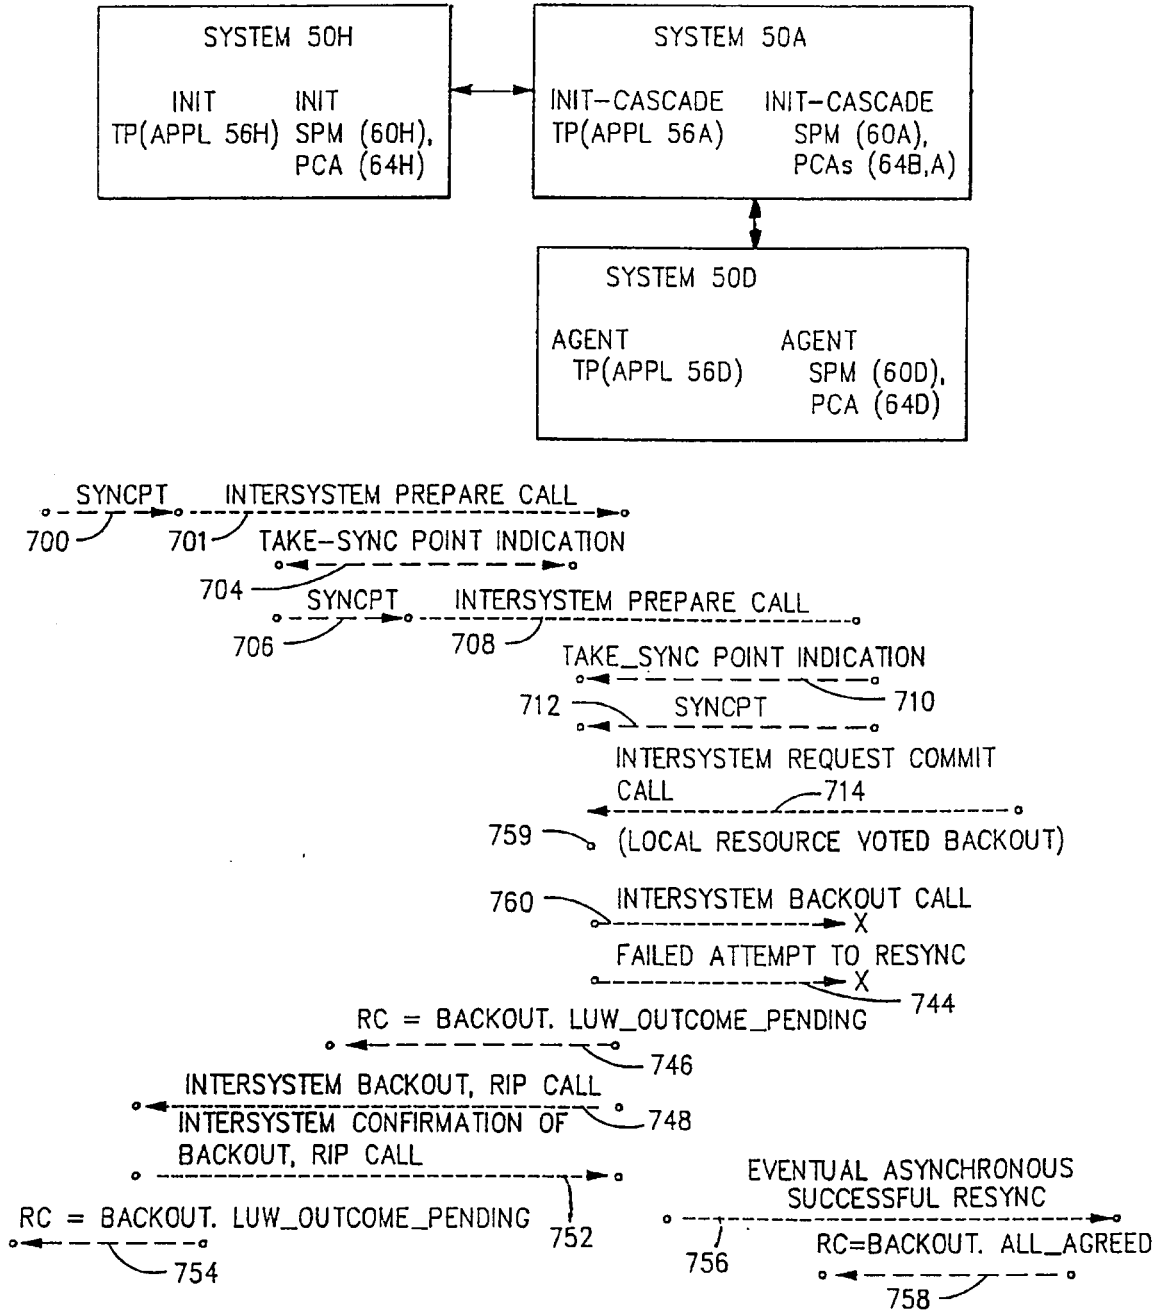 SYSTEM 50H
INIT INIT
TP(APPL 56H) SPM (60H),
PCA (64H)
SYSTEM 50A
INIT-CASCADE INIT-CASCADE
TP(APPL 56A) SPM (60A),
PCAs (64B,A)
SYSTEM 50D
AGENT AGENT
TP(APPL 56D) SPM (60D),
PCA (64D)
SYNCPT INTERSYSTEM PREPARE CALL
700 701
TAKE-SYNC POINT INDICATION
704
SYNCPT INTERSYSTEM PREPARE CALL
706 708
TAKE_SYNC POINT INDICATION
710
712 SYNCPT
INTERSYSTEM REQUEST COMMIT
CALL 714
759 (LOCAL RESOURCE VOTED BACKOUT)
760 INTERSYSTEM BACKOUT CALL
X
FAILED ATTEMPT TO RESYNC
X
744
RC = BACKOUT. LUW_OUTCOME_PENDING
746
INTERSYSTEM BACKOUT, RIP CALL
748
INTERSYSTEM CONFIRMATION OF
BACKOUT, RIP CALL
752
EVENTUAL ASYNCHRONOUS
SUCCESSFUL RESYNC
756
RC = BACKOUT. LUW_OUTCOME_PENDING
754
RC=BACKOUT. ALL_AGREED
758